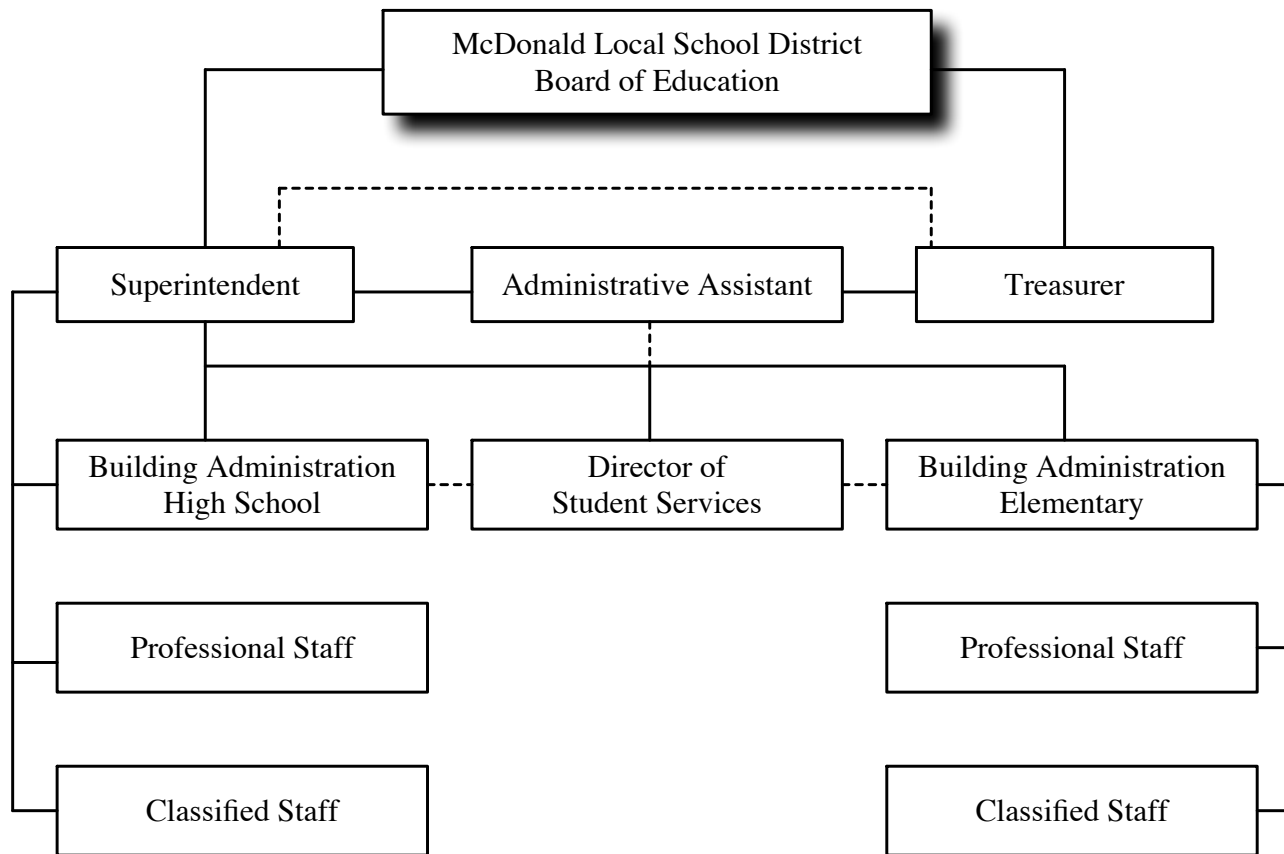 McDonald Local School District
Board of Education
Superintendent
Administrative Assistant
Treasurer
Building Administration
High School
Director of
Student Services
Building Administration
Elementary
Professional Staff
Professional Staff
Classified Staff
Classified Staff